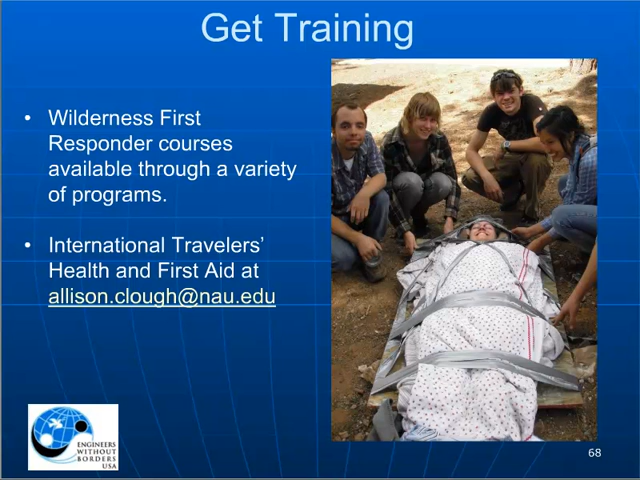 Get Training
• Wilderness First
Responder courses
available through a variety
of programs.
• International Travelers’
Health and First Aid at
allison.clough@nau.edu
ENGINEERS
WITHOUT
BORDERS
USA
68